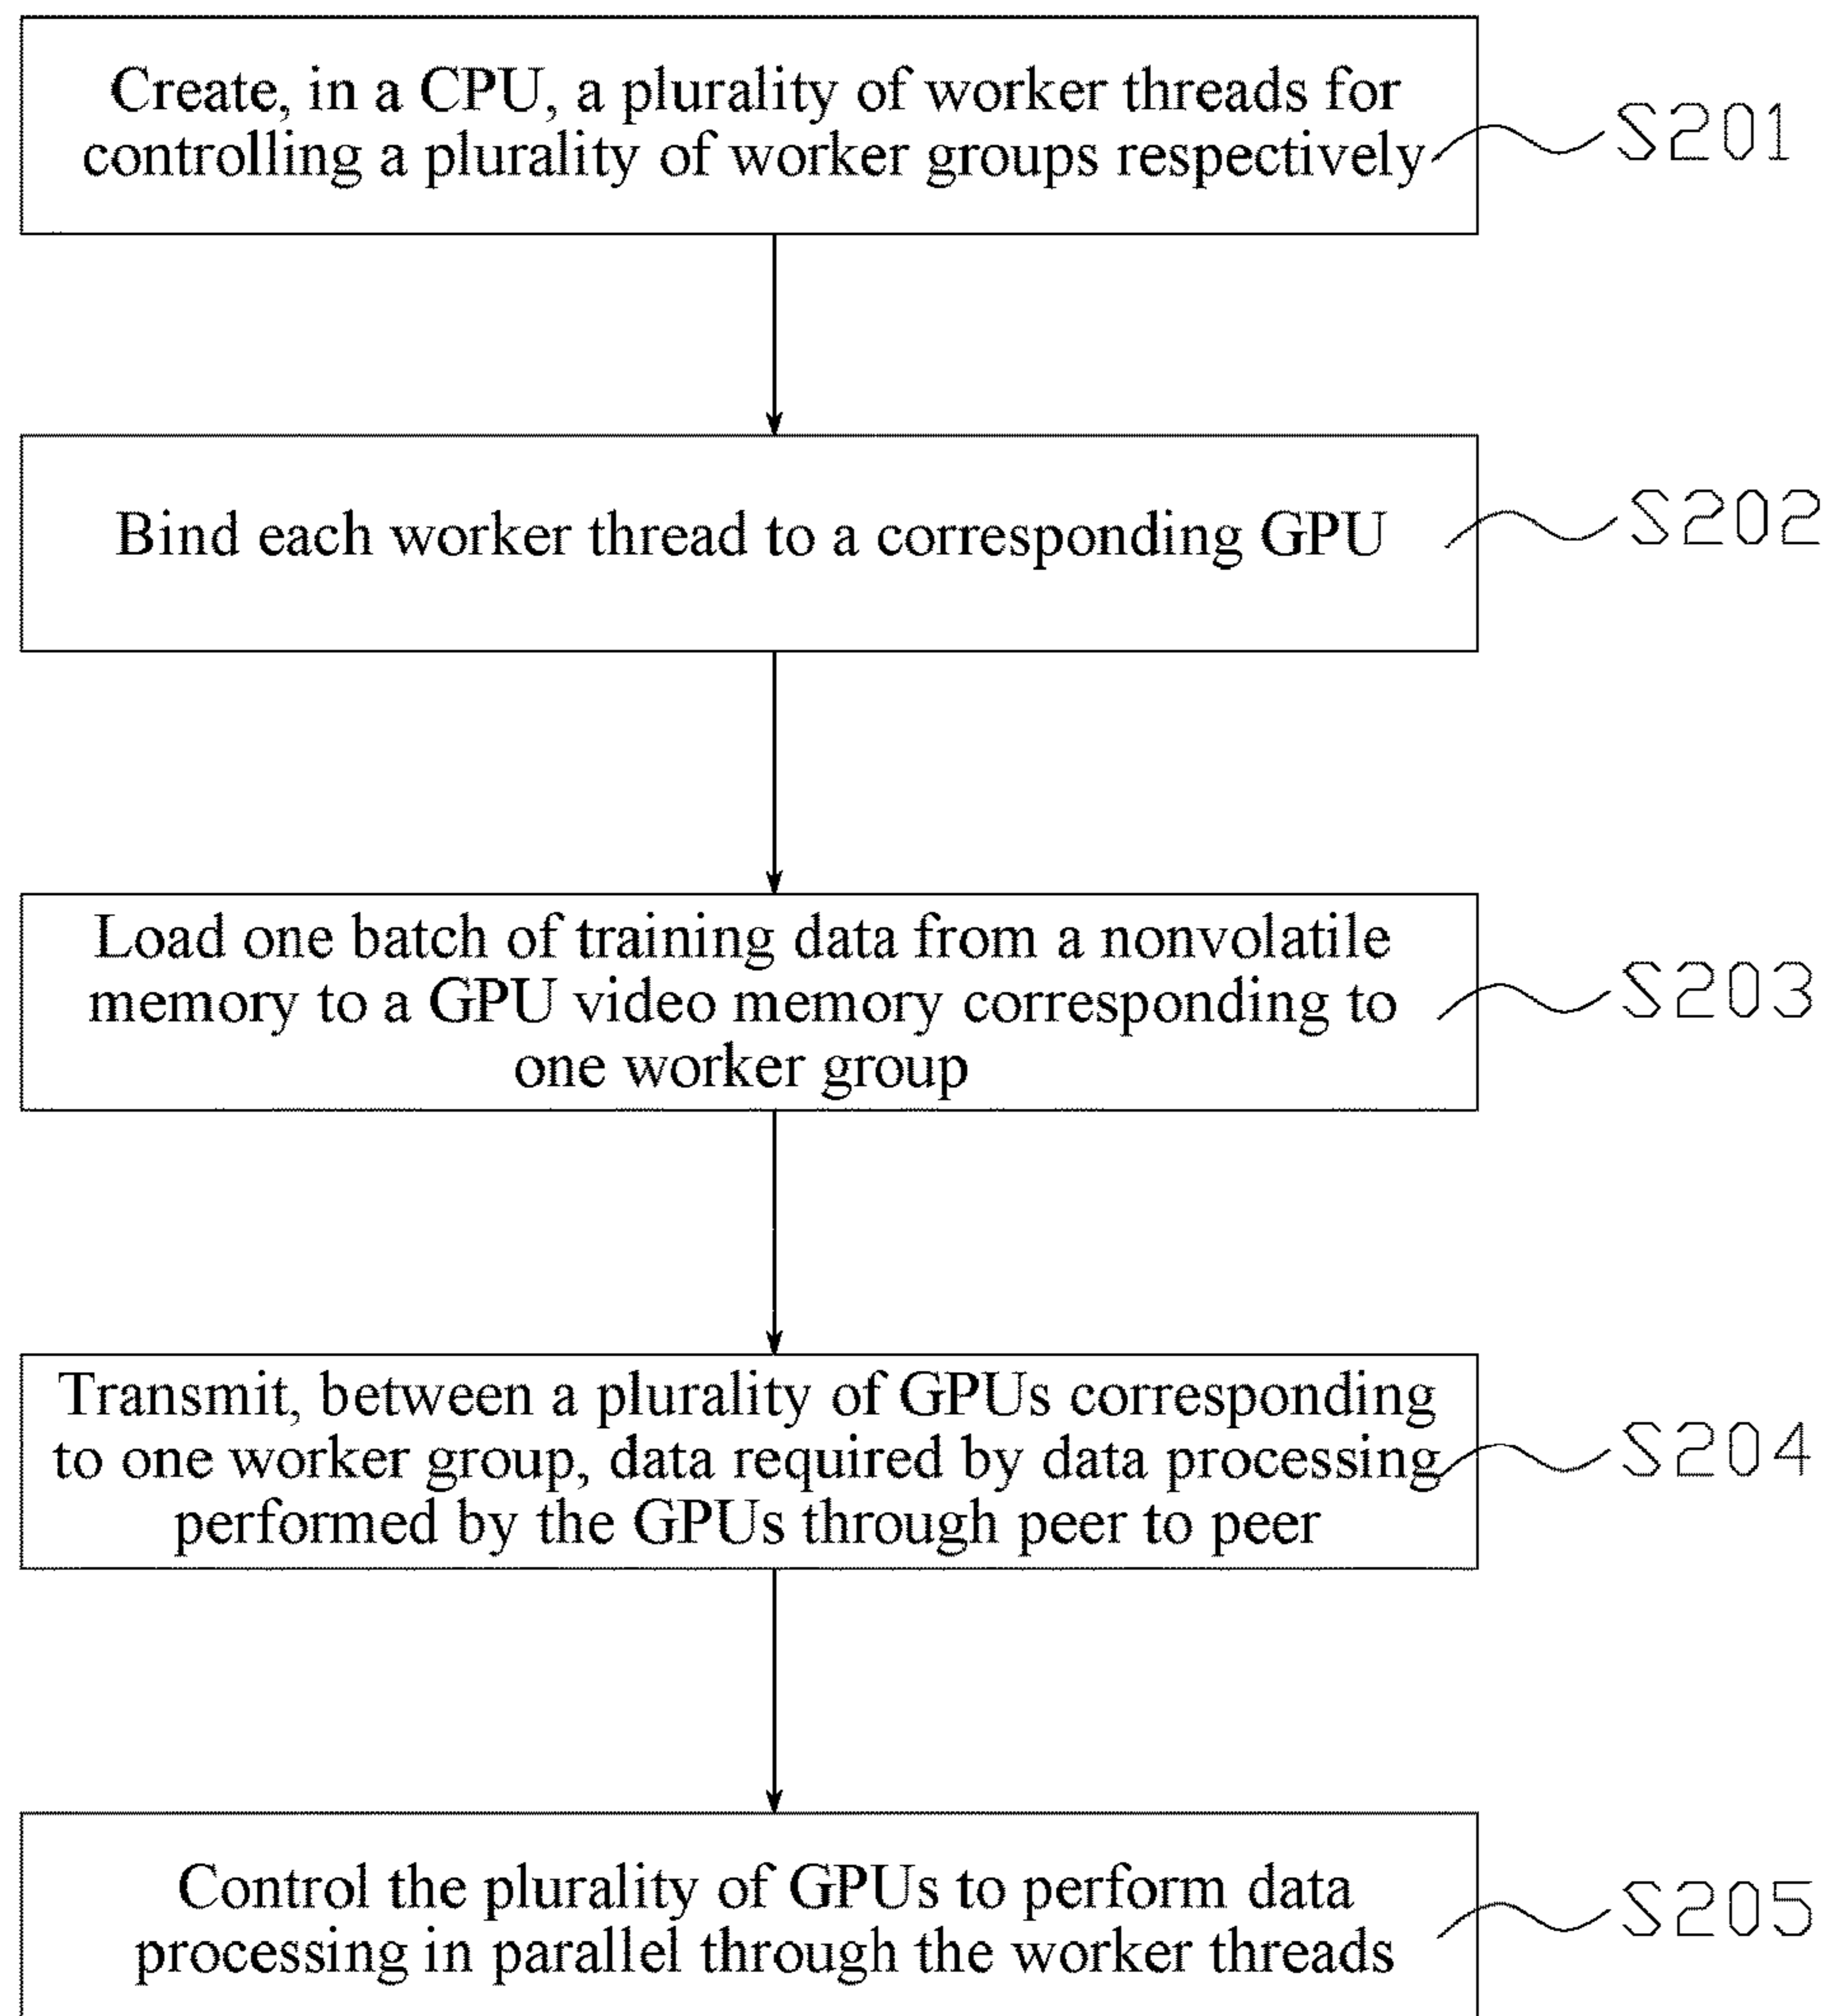 Create, in a CPU, a plurality of worker threads for
controlling a plurality of worker groups respectively
S201
Bind each worker thread to a corresponding GPU
S202
Load one batch of training data from a nonvolatile
memory to a GPU video memory corresponding to
one worker group
S203
Transmit, between a plurality of GPUs corresponding
to one worker group, data required by data processing
performed by the GPUs through peer to peer
S204
Control the plurality of GPUs to perform data
processing in parallel through the worker threads
S205